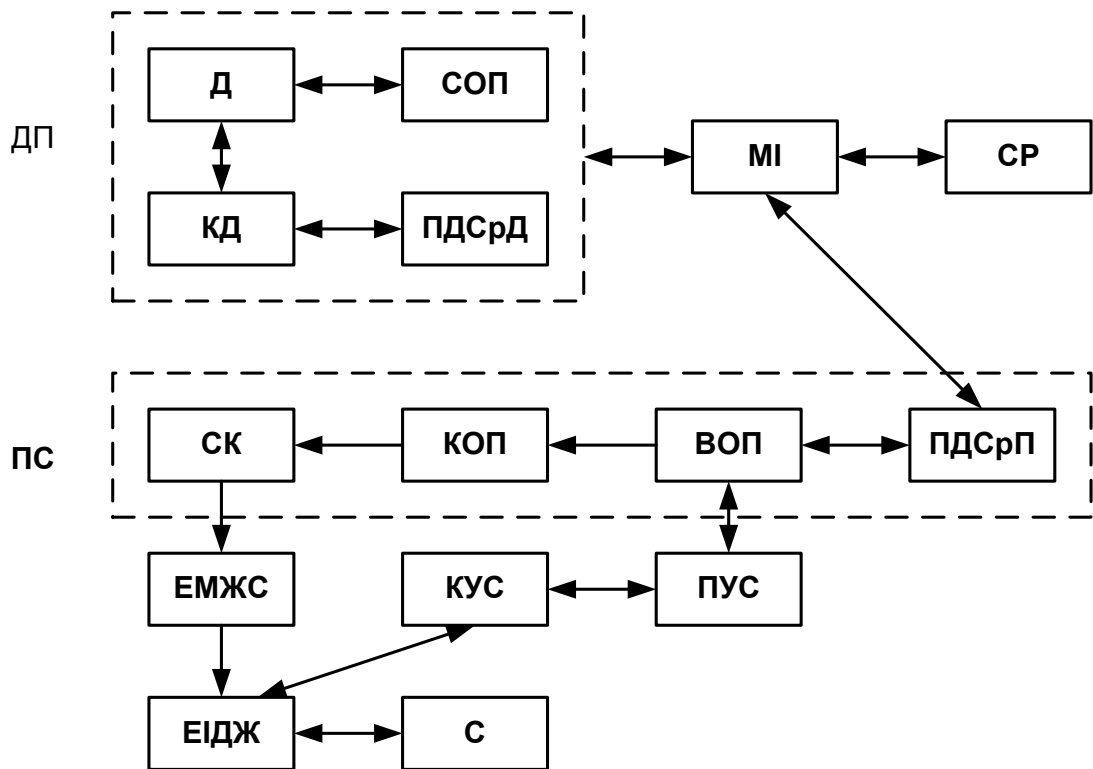 Д
СОП
ДП
МІ
СР
КД
ПДСрД
ПС
СК
КОП
ВОП
ПДСрП
ЕМЖС
КУС
ПУС
ЕІДЖ
С